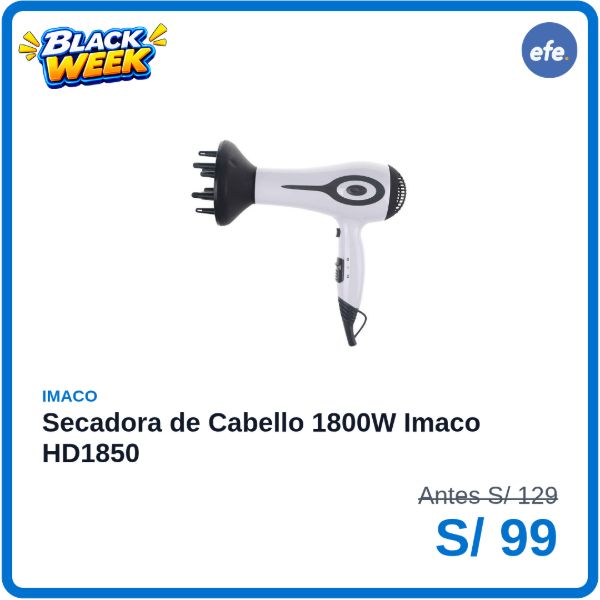 BLACK
WEEK
efe.
IMACO
Secadora de Cabello 1800W Imaco
HD1850
Antes S/ 129
S/ 99